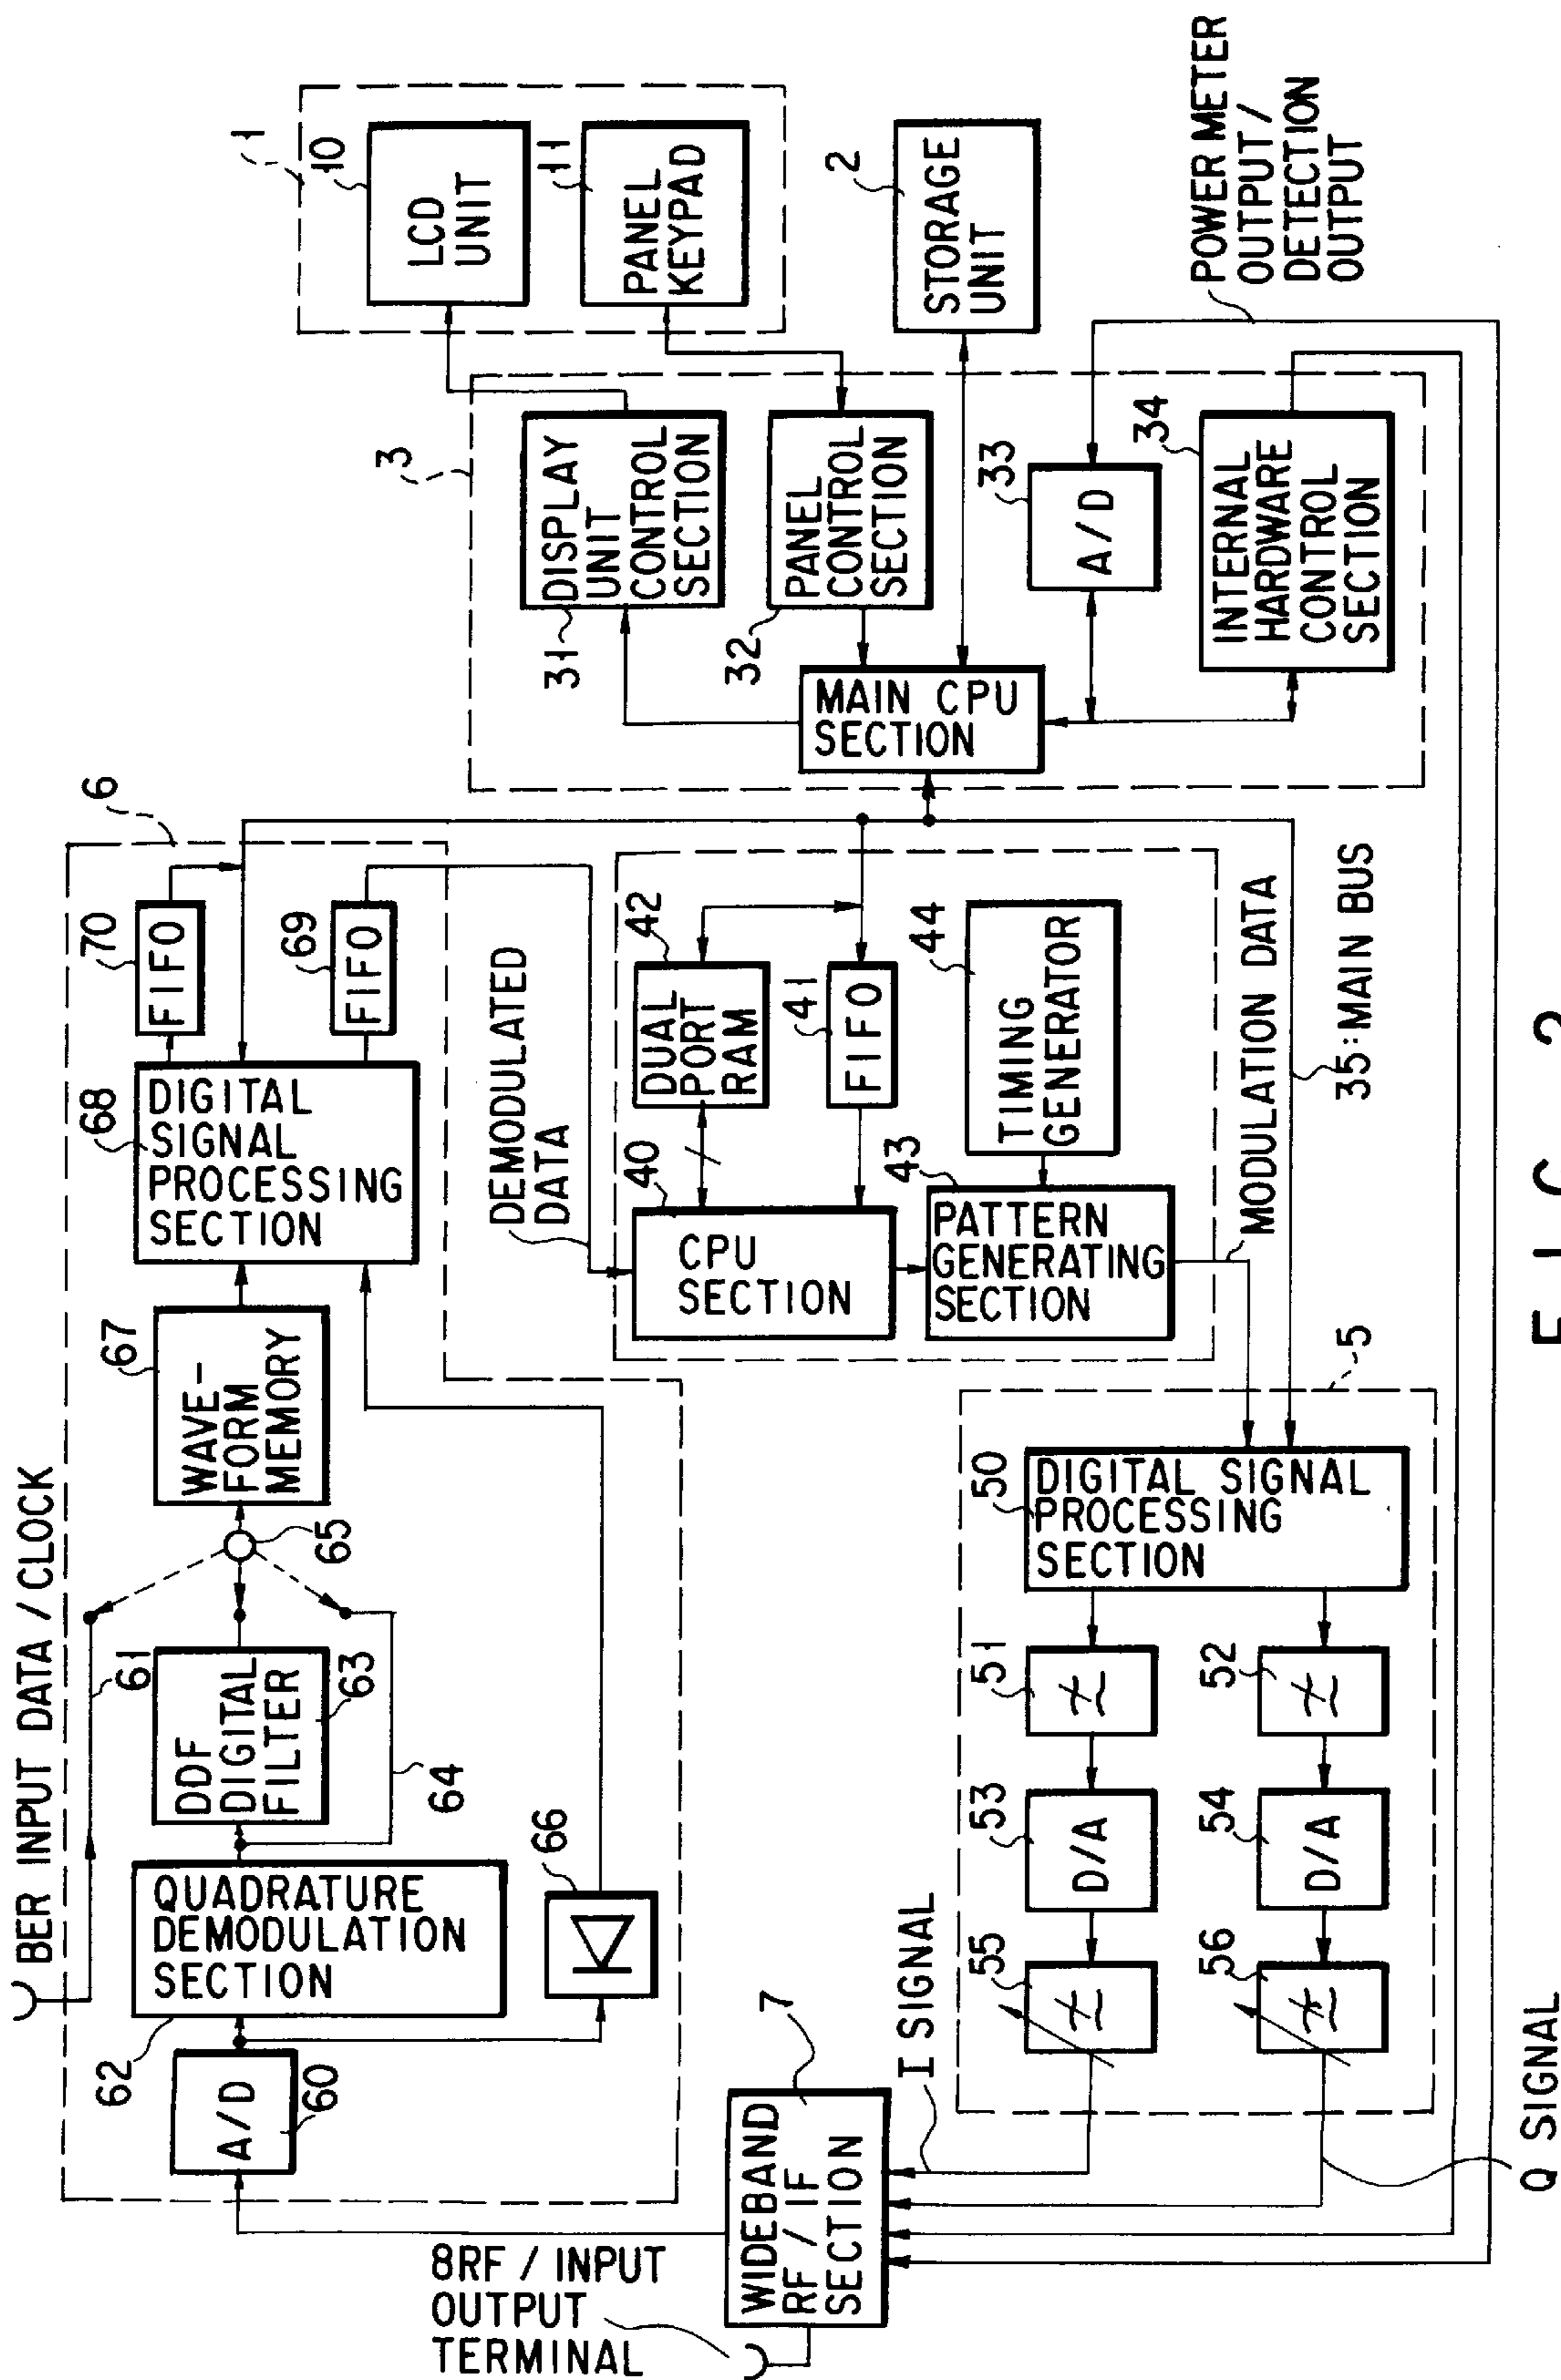 BER INPUT DATA / CLOCK
6
A/D
60
62
QUADRATURE
DEMODULATION
SECTION
61
DDF
DIGITAL
FILTER
63
64
65
66
67
WAVE-
FORM
MEMORY
68
DIGITAL
SIGNAL
PROCESSING
SECTION
70
FIFO
69
FIFO
DEMODULATED
DATA
1
10
LCD
UNIT
11
PANEL
KEYPAD
2
STORAGE
UNIT
3
31
DISPLAY
UNIT
CONTROL
SECTION
32
PANEL
CONTROL
SECTION
MAIN CPU
SECTION
33
A/D
34
INTERNAL
HARDWARE
CONTROL
SECTION
POWER METER
OUTPUT /
DETECTION
OUTPUT
42
DUAL
PORT
RAM
41
FIFO
40
CPU
SECTION
44
TIMING
GENERATOR
43
PATTERN
GENERATING
SECTION
MODULATION DATA
35:MAIN BUS
5
50
DIGITAL SIGNAL
PROCESSING
SECTION
51
52
53
D/A
54
D/A
55
56
I SIGNAL
Q SIGNAL
7
WIDEBAND
RF / IF
SECTION
8RF / INPUT
OUTPUT
TERMINAL